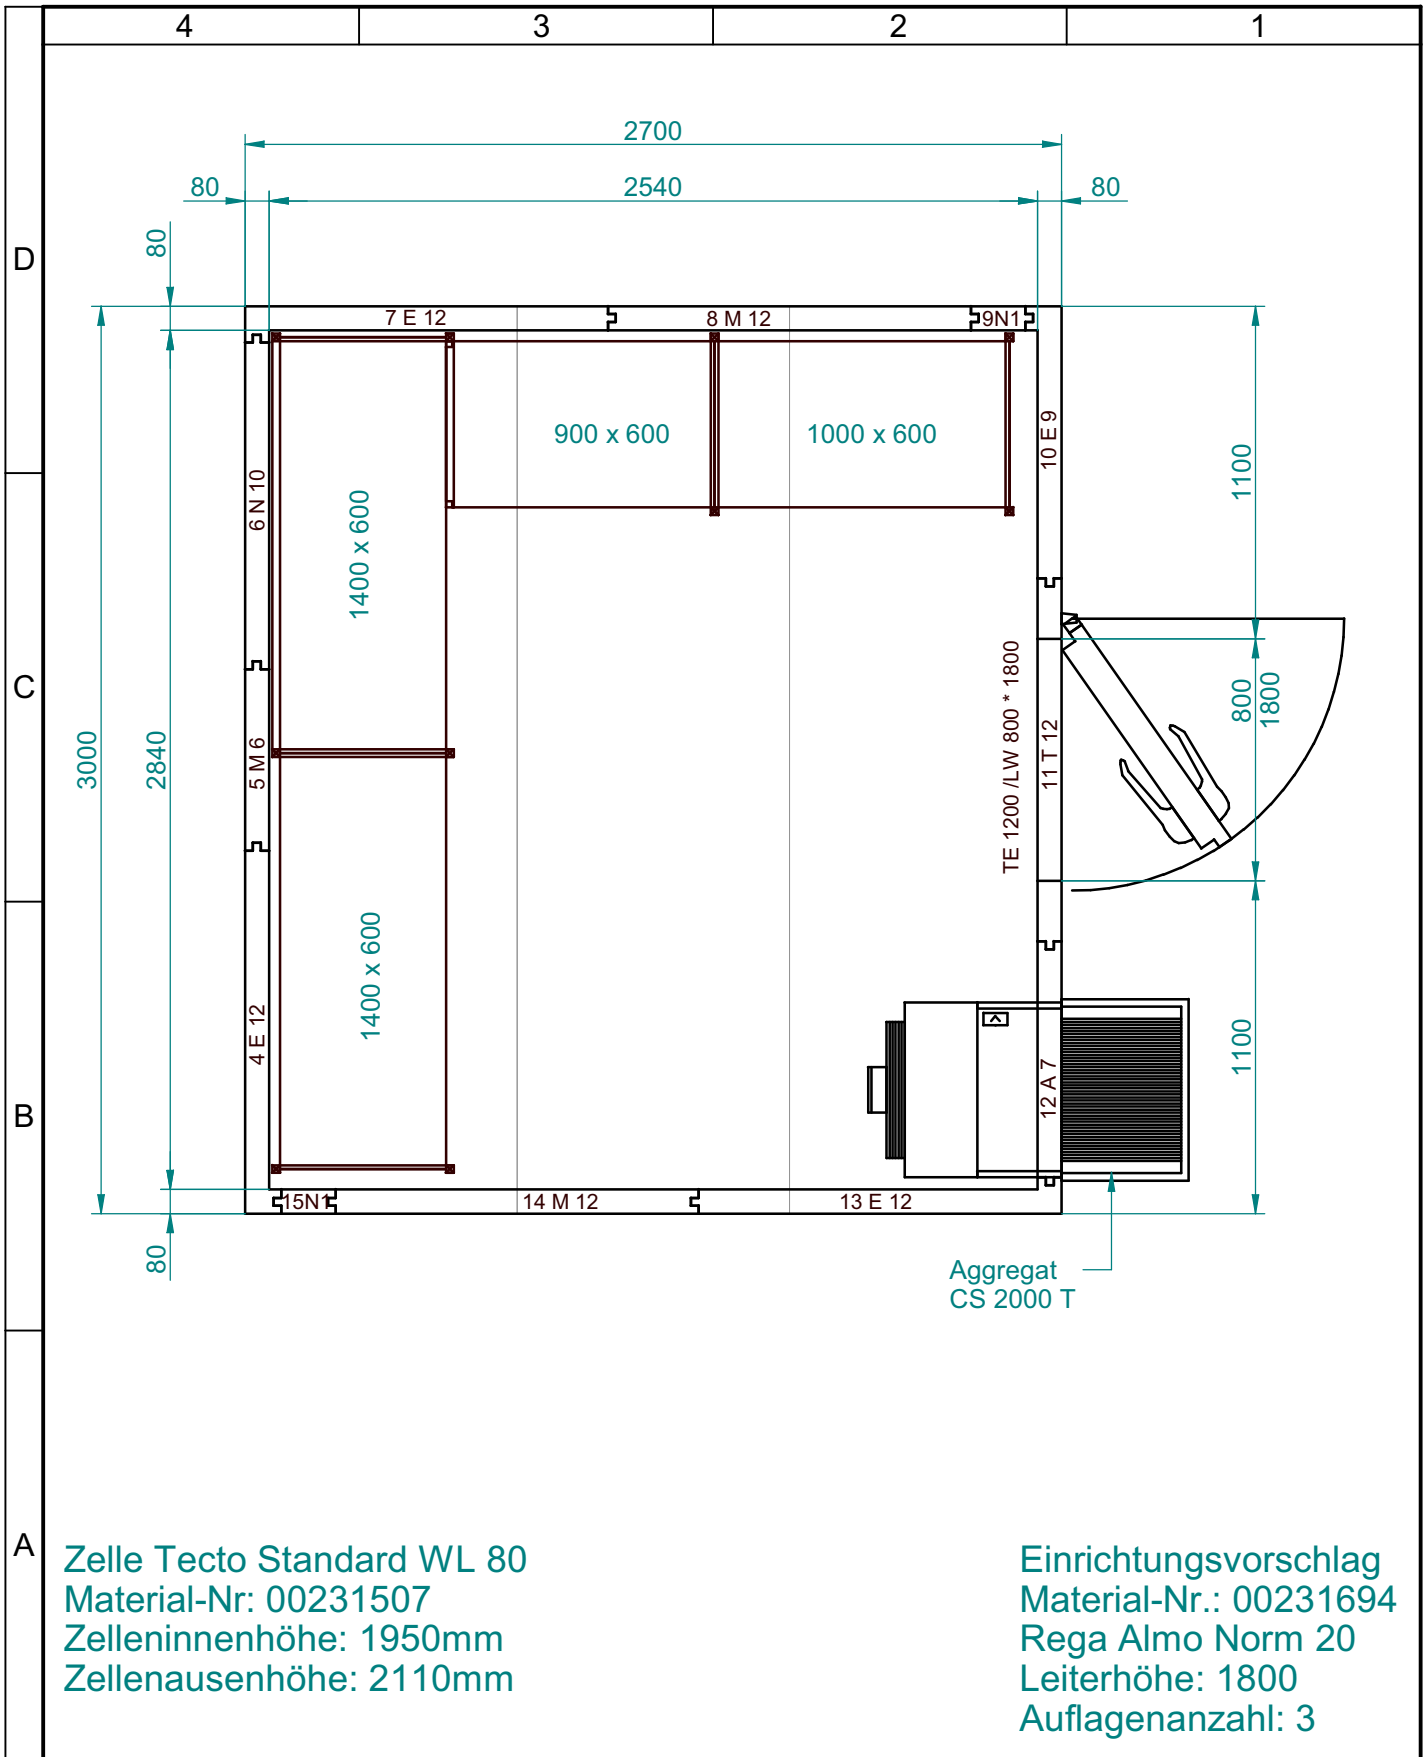 4 3 2 1
2700
80 2540 80
80
D
7 E 12 8 M 12 9N1
900 x 600 1000 x 600
10 E 9
1100
6 N 10
1400 x 600
C
TE 1200 /LW 800 * 1800
11 T 12
800
1800
3000
2840
5 M 6
1400 x 600
4 E 12
12 A 7
1100
B
15N1 14 M 12 13 E 12
80
Aggregat
CS 2000 T
A
Zelle Tecto Standard WL 80
Material-Nr: 00231507
Zelleninnenhöhe: 1950mm
Zellenausenhöhe: 2110mm
Einrichtungsvorschlag
Material-Nr.: 00231694
Rega Almo Norm 20
Leiterhöhe: 1800
Auflagenanzahl: 3